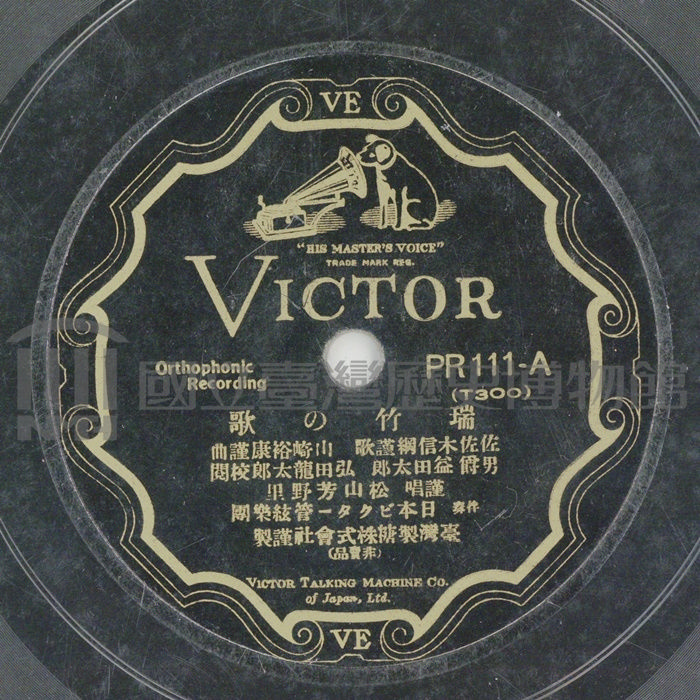 VE
"HIS MASTER'S VOICE"
TRADE MARK REG.
VICTOR
Orthophonic
Recording
PR111-A
(T300)
國立臺灣歷史博物館
瑞竹の歌
佐佐木信綱謹歌 山崎裕康謹曲
男爵益田太郎 弘田龍太郎校閲
謹唱 松山芳野里
伴奏 日本ビクター管絃樂團
臺灣製糖株式會社謹製
(非賣品)
VICTOR TALKING MACHINE CO.
of Japan, Ltd.
VE